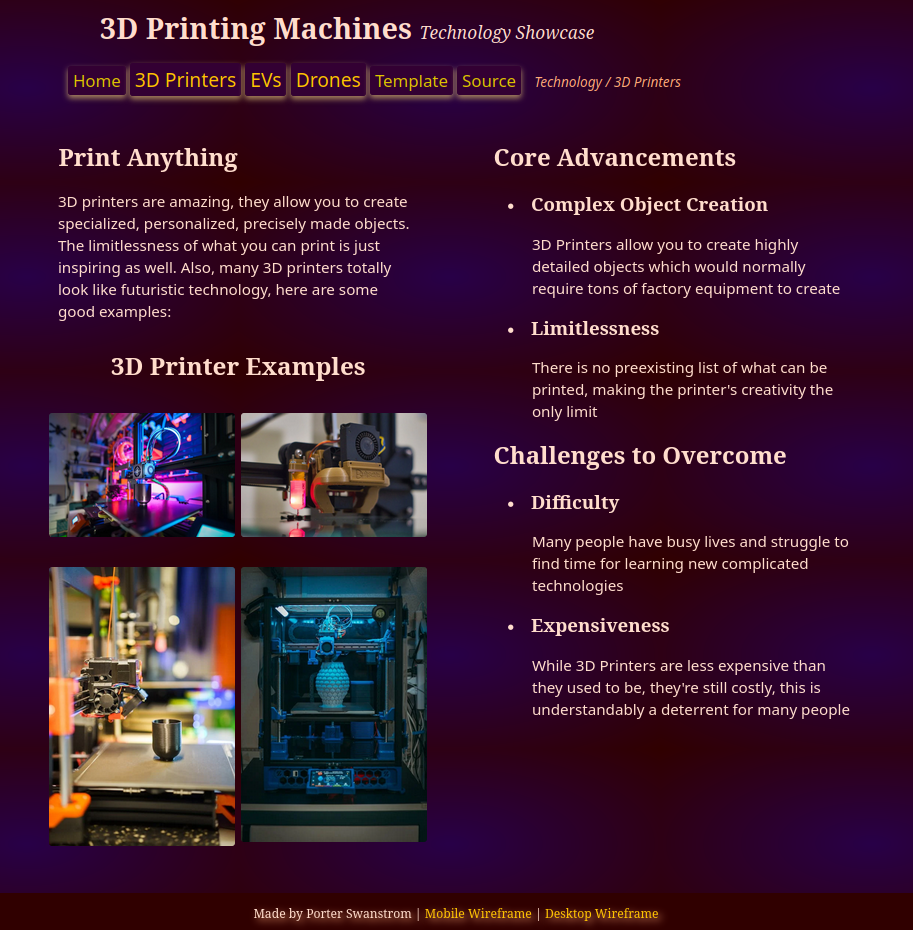 3D Printing Machines Technology Showcase
Home 3D Printers EVs Drones Template Source Technology / 3D Printers
Print Anything
3D printers are amazing, they allow you to create
specialized, personalized, precisely made objects.
The limitlessness of what you can print is just
inspiring as well. Also, many 3D printers totally
look like futuristic technology, here are some
good examples:
3D Printer Examples
Core Advancements
• Complex Object Creation
3D Printers allow you to create highly
detailed objects which would normally
require tons of factory equipment to create
• Limitlessness
There is no preexisting list of what can be
printed, making the printer's creativity the
only limit
Challenges to Overcome
• Difficulty
Many people have busy lives and struggle to
find time for learning new complicated
technologies
• Expensiveness
While 3D Printers are less expensive than
they used to be, they're still costly, this is
understandably a deterrent for many people
Made by Porter Swanstrom | Mobile Wireframe | Desktop Wireframe